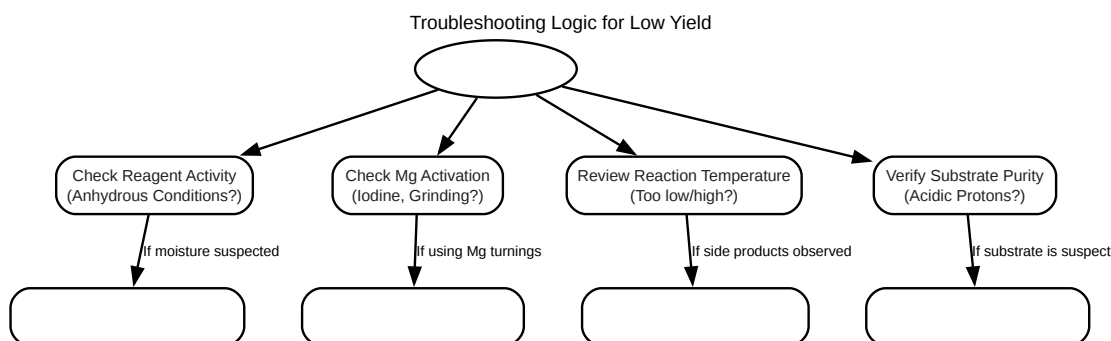 Troubleshooting Logic for Low Yield
Check Reagent Activity
(Anhydrous Conditions?)
Check Mg Activation
(Iodine, Grinding?)
Review Reaction Temperature
(Too low/high?)
Verify Substrate Purity
(Acidic Protons?)
If moisture suspected
If using Mg turnings
If side products observed
If substrate is suspect